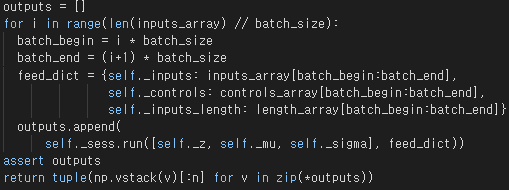 outputs = []
for i in range(len(inputs_array) // batch_size):
  batch_begin = i * batch_size
  batch_end = (i+1) * batch_size
  feed_dict = {self._inputs: inputs_array[batch_begin:batch_end],
               self._controls: controls_array[batch_begin:batch_end],
               self._inputs_length: length_array[batch_begin:batch_end]}
  outputs.append(
      self._sess.run([self._z, self._mu, self._sigma], feed_dict))
assert outputs
return tuple(np.vstack(v)[:n] for v in zip(*outputs))